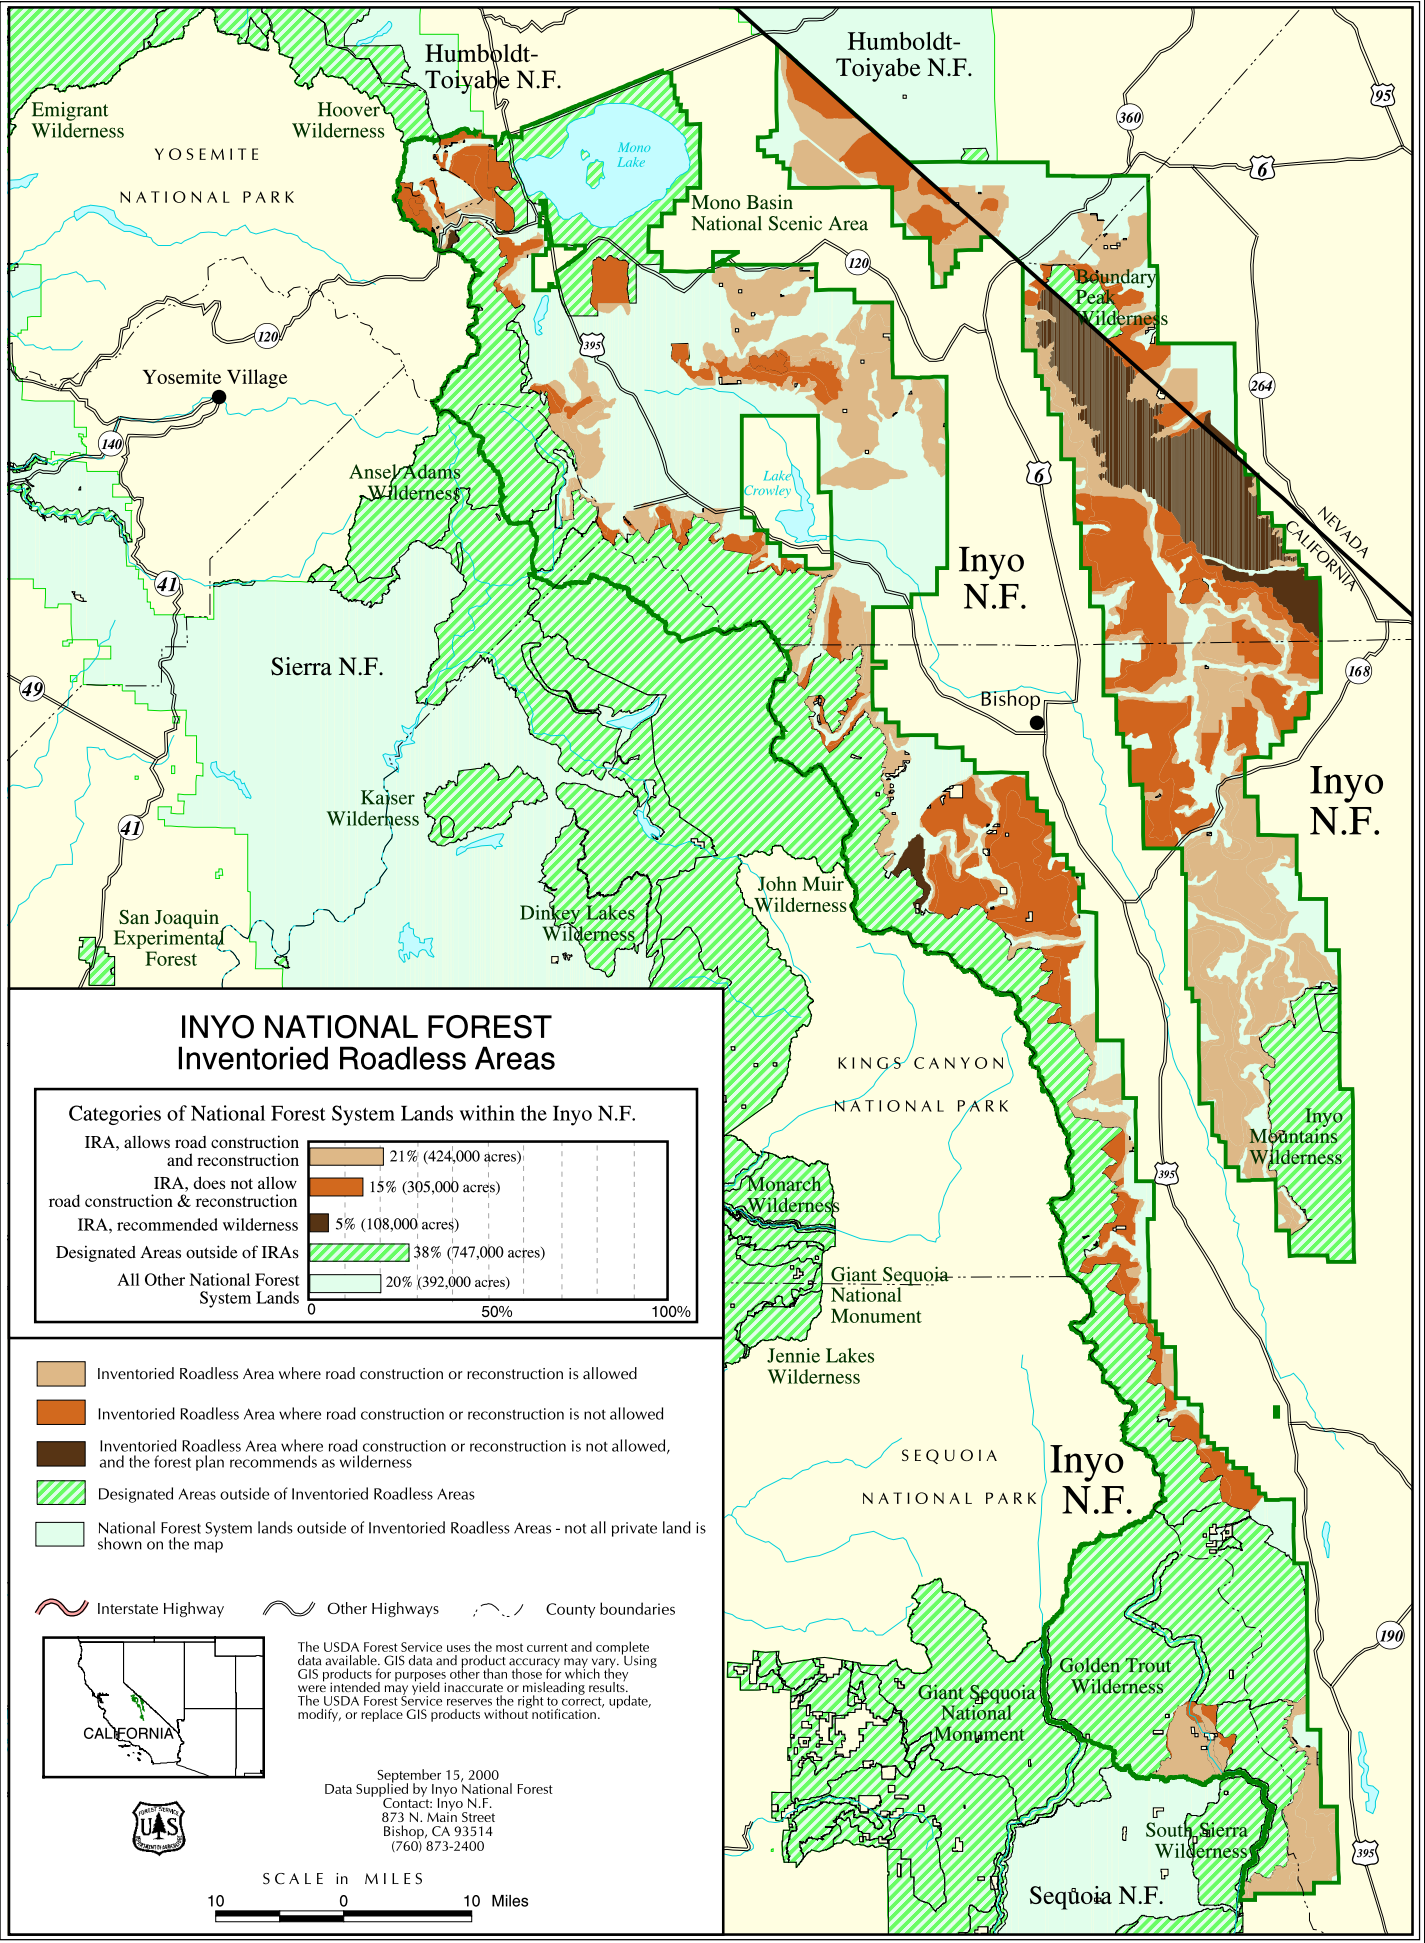 Humboldt-
Toiyabe N.F.
Humboldt-
Toiyabe N.F.
95
360
6
Emigrant
Wilderness
Hoover
Wilderness
YOSEMITE
NATIONAL PARK
Mono
Lake
Mono Basin
National Scenic Area
120
Boundary
Peak
Wilderness
120
395
264
Yosemite Village
140
6
Ansel Adams
Wilderness
Lake
Crowley
NEVADA
CALIFORNIA
Inyo
N.F.
41
Sierra N.F.
49
168
Bishop
Inyo
N.F.
Kaiser
Wilderness
41
John Muir
Wilderness
Dinkey Lakes
Wilderness
San Joaquin
Experimental
Forest
KINGS CANYON
NATIONAL PARK
Inyo
Mountains
Wilderness
395
Monarch
Wilderness
Giant Sequoia
National
Monument
Jennie Lakes
Wilderness
SEQUOIA
NATIONAL PARK
Inyo
N.F.
190
Golden Trout
Wilderness
Giant Sequoia
National
Monument
South Sierra
Wilderness
395
Sequoia N.F.
INYO NATIONAL FOREST
Inventoried Roadless Areas
Categories of National Forest System Lands within the Inyo N.F.
IRA, allows road construction
and reconstruction
21% (424,000 acres)
IRA, does not allow
road construction & reconstruction
15% (305,000 acres)
IRA, recommended wilderness
5% (108,000 acres)
Designated Areas outside of IRAs
38% (747,000 acres)
All Other National Forest
System Lands
20% (392,000 acres)
0 50% 100%
Inventoried Roadless Area where road construction or reconstruction is allowed
Inventoried Roadless Area where road construction or reconstruction is not allowed
Inventoried Roadless Area where road construction or reconstruction is not allowed,
and the forest plan recommends as wilderness
Designated Areas outside of Inventoried Roadless Areas
National Forest System lands outside of Inventoried Roadless Areas - not all private land is
shown on the map
Interstate Highway
Other Highways
County boundaries
CALIFORNIA
The USDA Forest Service uses the most current and complete
data available. GIS data and product accuracy may vary. Using
GIS products for purposes other than those for which they
were intended may yield inaccurate or misleading results.
The USDA Forest Service reserves the right to correct, update,
modify, or replace GIS products without notification.
September 15, 2000
Data Supplied by Inyo National Forest
Contact: Inyo N.F.
873 N. Main Street
Bishop, CA 93514
(760) 873-2400
FOREST SERVICE
U S
DEPARTMENT OF AGRICULTURE
SCALE in MILES
10 0 10 Miles